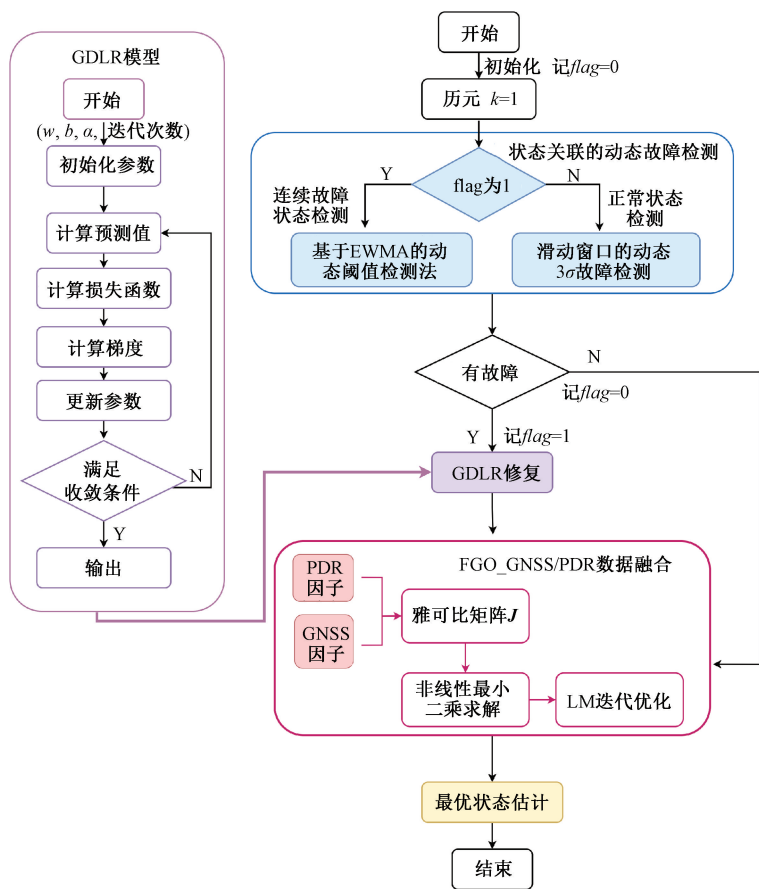 GDLR模型
开始
(w, b, α, 迭代次数)
初始化参数
计算预测值
计算损失函数
计算梯度
更新参数
满足
收敛条件
N
Y
输出
开始
初始化 记flag=0
历元 k=1
状态关联的动态故障检测
Y
flag为1
N
连续故障
状态检测
正常状态
检测
基于EWMA的动
态阈值检测法
滑动窗口的动态
3σ故障检测
有故障
N
记flag=0
Y
记flag=1
GDLR修复
FGO_GNSS/PDR数据融合
PDR
因子
GNSS
因子
雅可比矩阵J
非线性最小
二乘求解
LM迭代优化
最优状态估计
结束